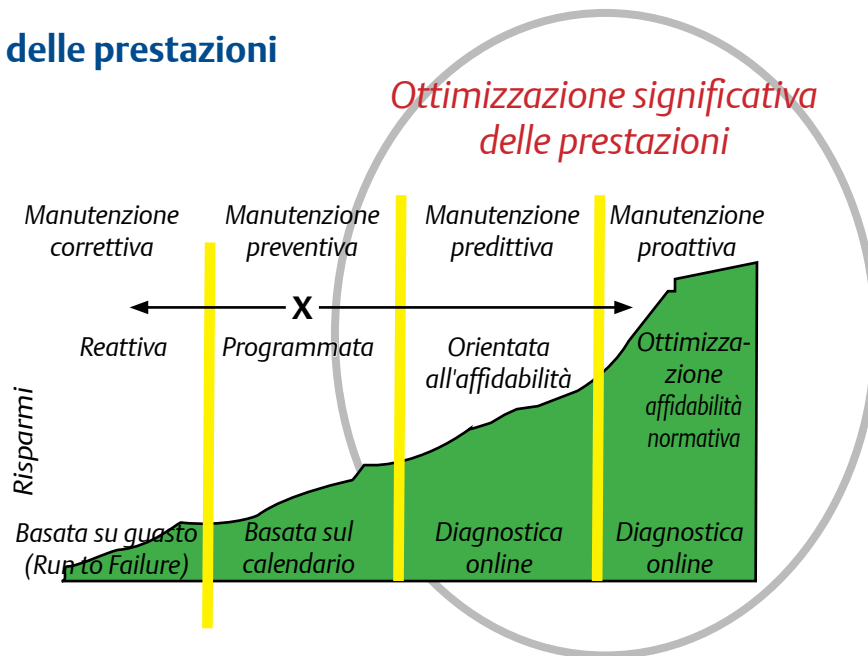 delle prestazioni
Ottimizzazione significativa
delle prestazioni
Manutenzione
correttiva
Manutenzione
preventiva
Manutenzione
predittiva
Manutenzione
proattiva
X
Reattiva
Programmata
Orientata
all'affidabilità
Ottimizza-
zione
affidabilità
normativa
Risparmi
Basata su guasto
(Run to Failure)
Basata sul
calendario
Diagnostica
online
Diagnostica
online